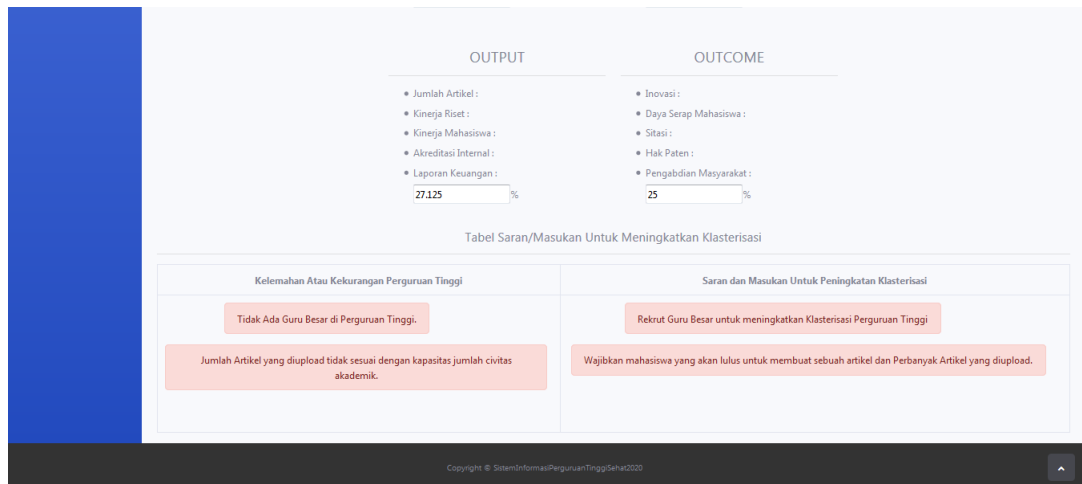 OUTPUT
Jumlah Artikel :
Kinerja Riset :
Kinerja Mahasiswa :
Akreditasi Internal :
Laporan Keuangan :
27.125 %
OUTCOME
Inovasi :
Daya Serap Mahasiswa :
Sitasi :
Hak Paten :
Pengabdian Masyarakat :
25 %
Tabel Saran/Masukan Untuk Meningkatkan Klasterisasi
Kelemahan Atau Kekurangan Perguruan Tinggi
Tidak Ada Guru Besar di Perguruan Tinggi.
Jumlah Artikel yang diupload tidak sesuai dengan kapasitas jumlah civitas
akademik.
Saran dan Masukan Untuk Peningkatan Klasterisasi
Rekrut Guru Besar untuk meningkatkan Klasterisasi Perguruan Tinggi
Wajibkan mahasiswa yang akan lulus untuk membuat sebuah artikel dan Perbanyak Artikel yang diupload.
Copyright © SistemInformasiPerguruanTinggiSehat2020